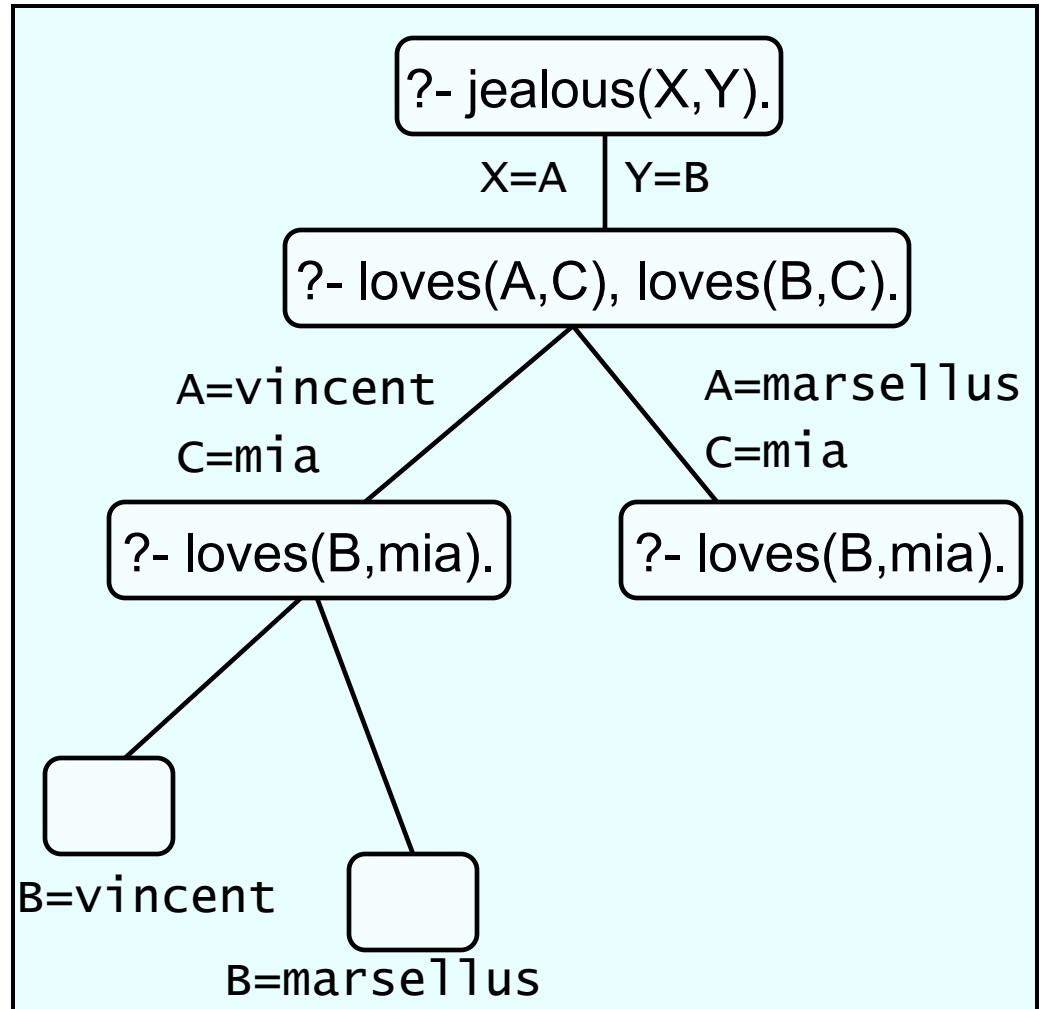 ?- jealous(X,Y).
X=A Y=B
?- loves(A,C), loves(B,C).
A=vincent
C=mia
A=marsellus
C=mia
?- loves(B,mia).
?- loves(B,mia).
B=vincent
B=marsellus